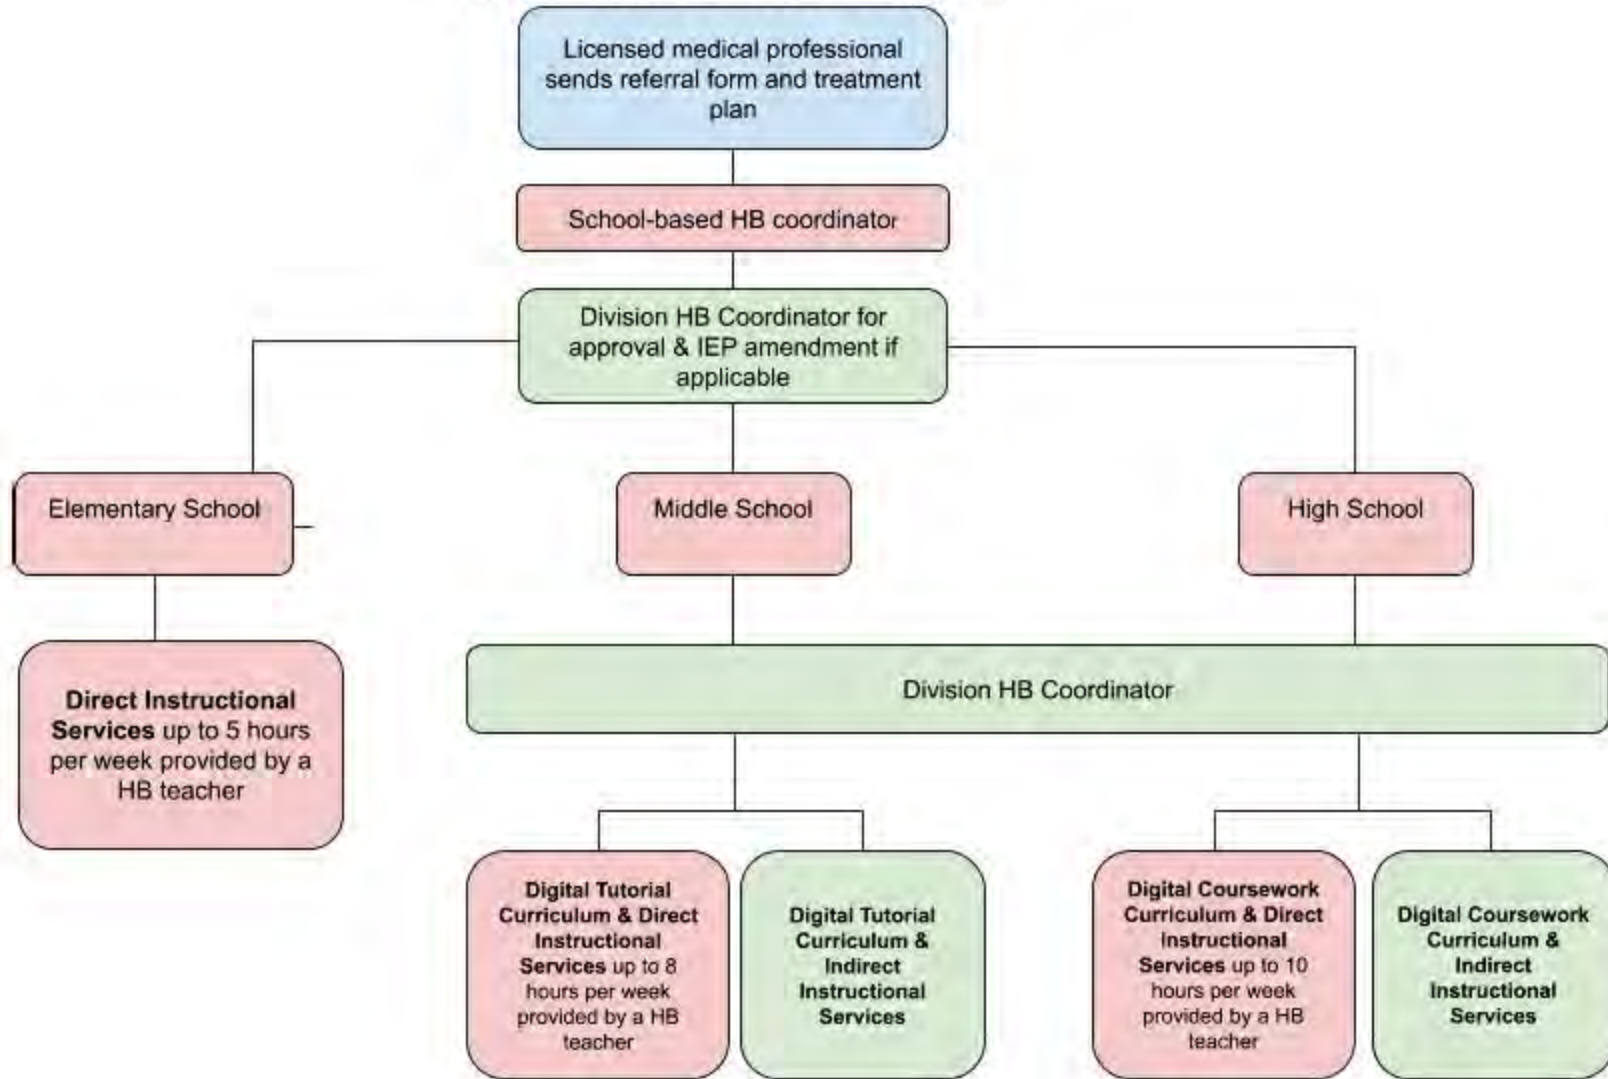 Licensed medical professional
sends referral form and treatment
plan
School-based HB coordinator
Division HB Coordinator for
approval & IEP amendment if
applicable
Elementary School
Middle School
High School
Direct Instructional
Services up to 5 hours
per week provided by a
HB teacher
Division HB Coordinator
Digital Tutorial
Curriculum & Direct
Instructional
Services up to 8
hours per week
provided by a HB
teacher
Digital Tutorial
Curriculum &
Indirect
Instructional
Services
Digital Coursework
Curriculum & Direct
Instructional
Services up to 10
hours per week
provided by a HB
teacher
Digital Coursework
Curriculum &
Indirect
Instructional
Services